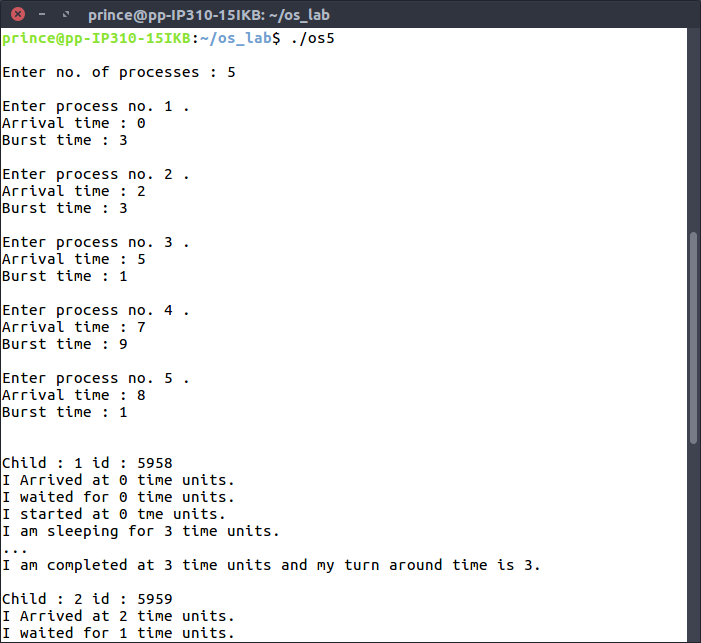 prince@pp-IP310-15IKB: ~/os_lab
prince@pp-IP310-15IKB:~/os_lab$ ./os5
Enter no. of processes : 5
Enter process no. 1 .
Arrival time : 0
Burst time : 3
Enter process no. 2 .
Arrival time : 2
Burst time : 3
Enter process no. 3 .
Arrival time : 5
Burst time : 1
Enter process no. 4 .
Arrival time : 7
Burst time : 9
Enter process no. 5 .
Arrival time : 8
Burst time : 1
Child : 1 id : 5958
I Arrived at 0 time units.
I waited for 0 time units.
I started at 0 tme units.
I am sleeping for 3 time units.
...
I am completed at 3 time units and my turn around time is 3.
Child : 2 id : 5959
I Arrived at 2 time units.
I waited for 1 time units.